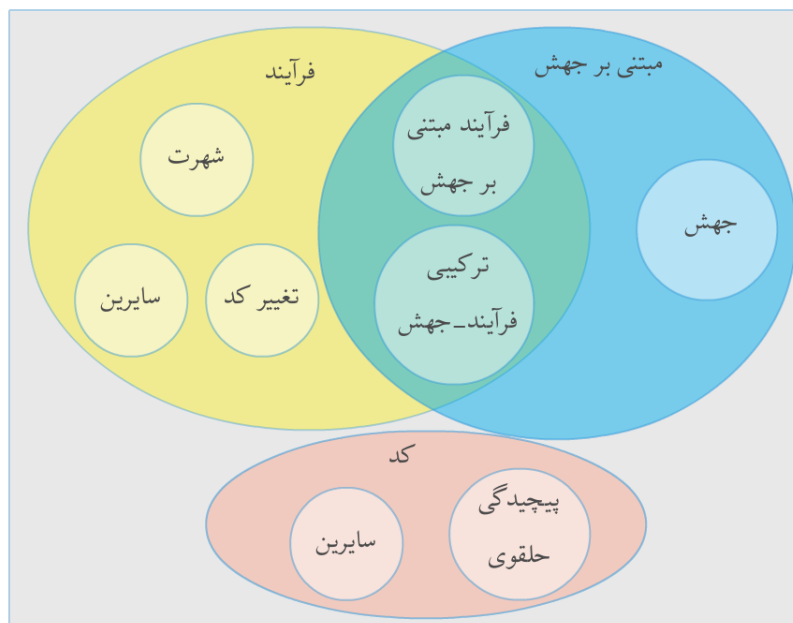 مبتنی بر جهش
فرآیند
فرآیند مبتنی
بر جهش
شهرت
جهش
ترکیبی
فرآیند-جهش
تغییر کد
سایرین
کد
پیچیدگی
حلقوی
سایرین